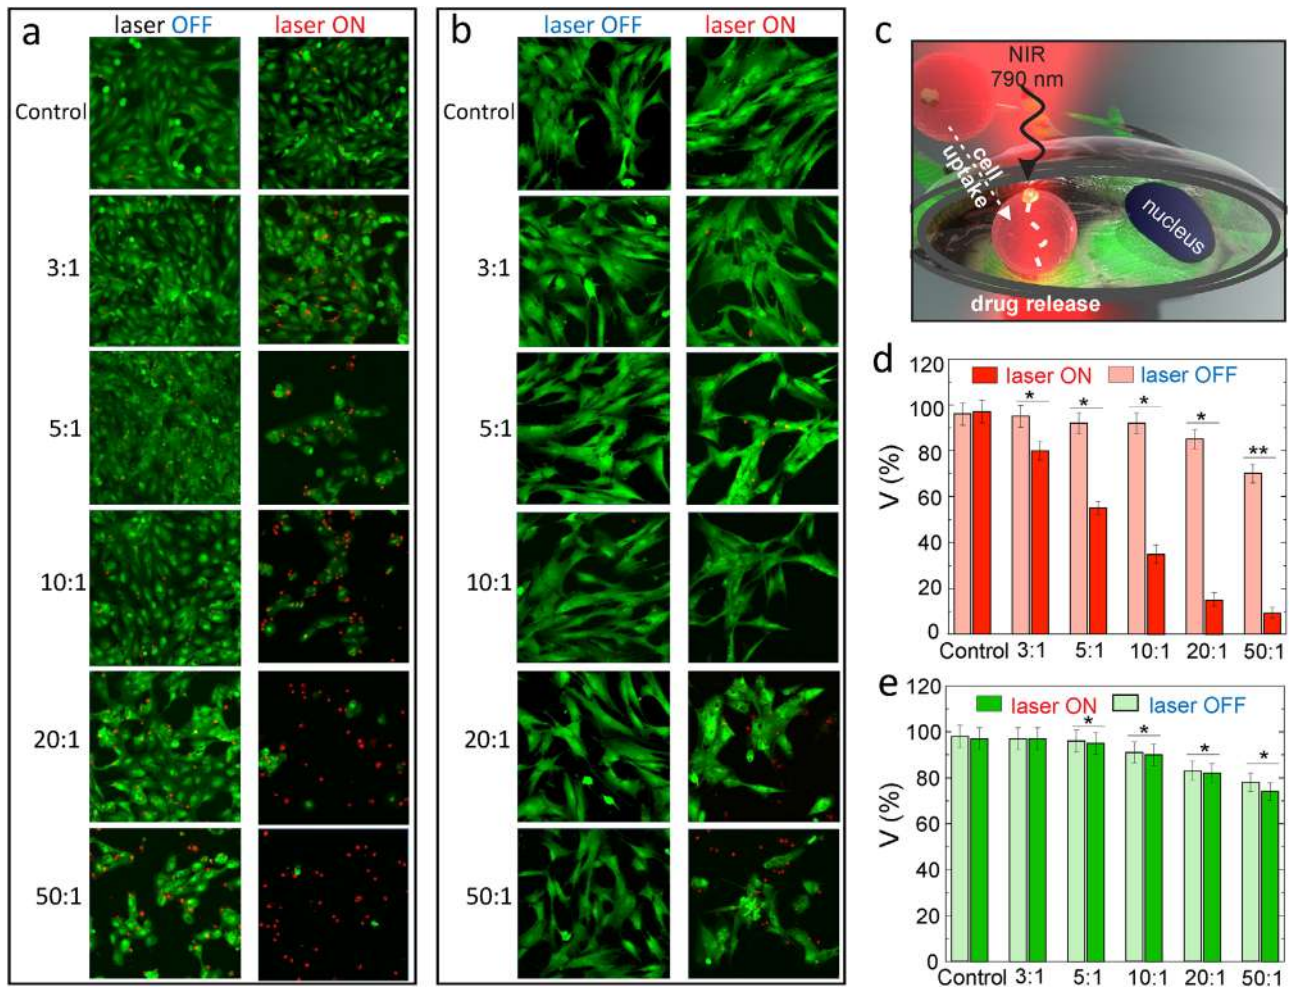 a
laser OFF
laser ON
Control
3:1
5:1
10:1
20:1
50:1
b
laser OFF
laser ON
3:1
5:1
10:1
20:1
50:1
c
NIR
790 nm
cell
uptake
nucleus
drug release
d
120
100
80
60
40
20
0
V (%)
laser ON
laser OFF
*
*
*
*
**
Control
3:1
5:1
10:1
20:1
50:1
e
120
100
80
60
40
20
0
V (%)
laser ON
laser OFF
*
*
*
*
Control
3:1
5:1
10:1
20:1
50:1